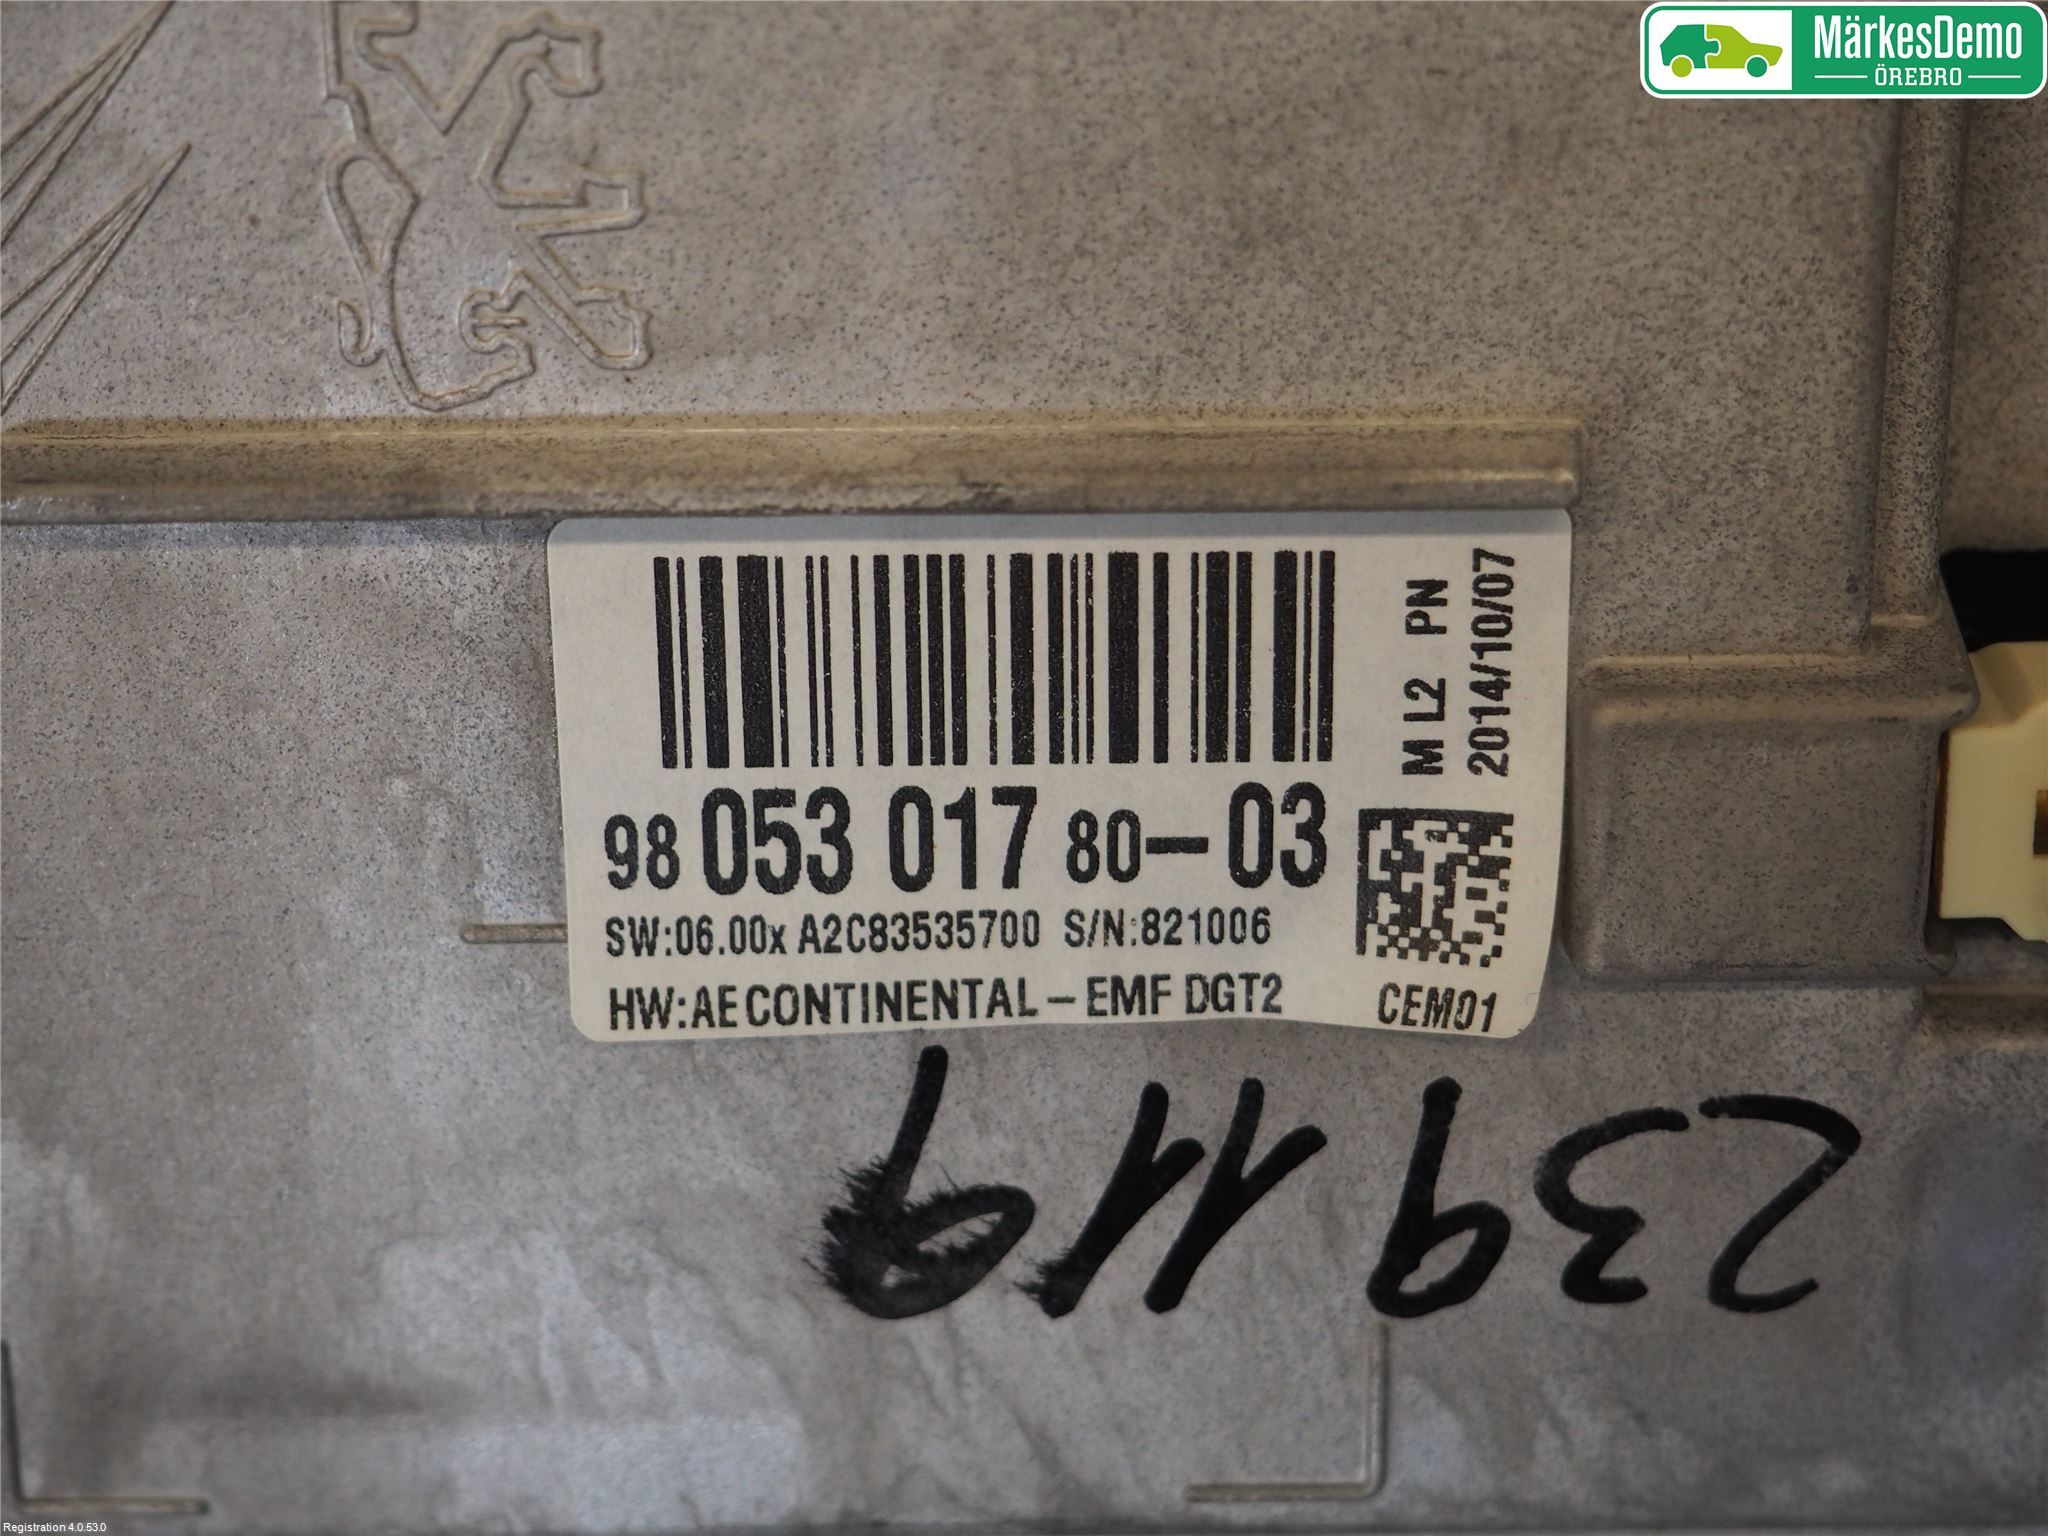 MärkesDemo
ÖREBRO
M L2 PN
2014/10/07
98 053 017 80-03
SW:06.00x A2C83535700 S/N:821006
HW:AE CONTINENTAL - EMF DGT2
CEM01
239119
Registration 4.0.53.0